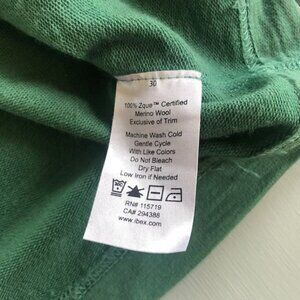 30
100% Zque™ Certified
Merino Wool
Exclusive of Trim
Machine Wash Cold
Gentle Cycle
With Like Colors
Do Not Bleach
Dry Flat
Low Iron if Needed
RN# 115719
CA# 294388
www.ibex.com